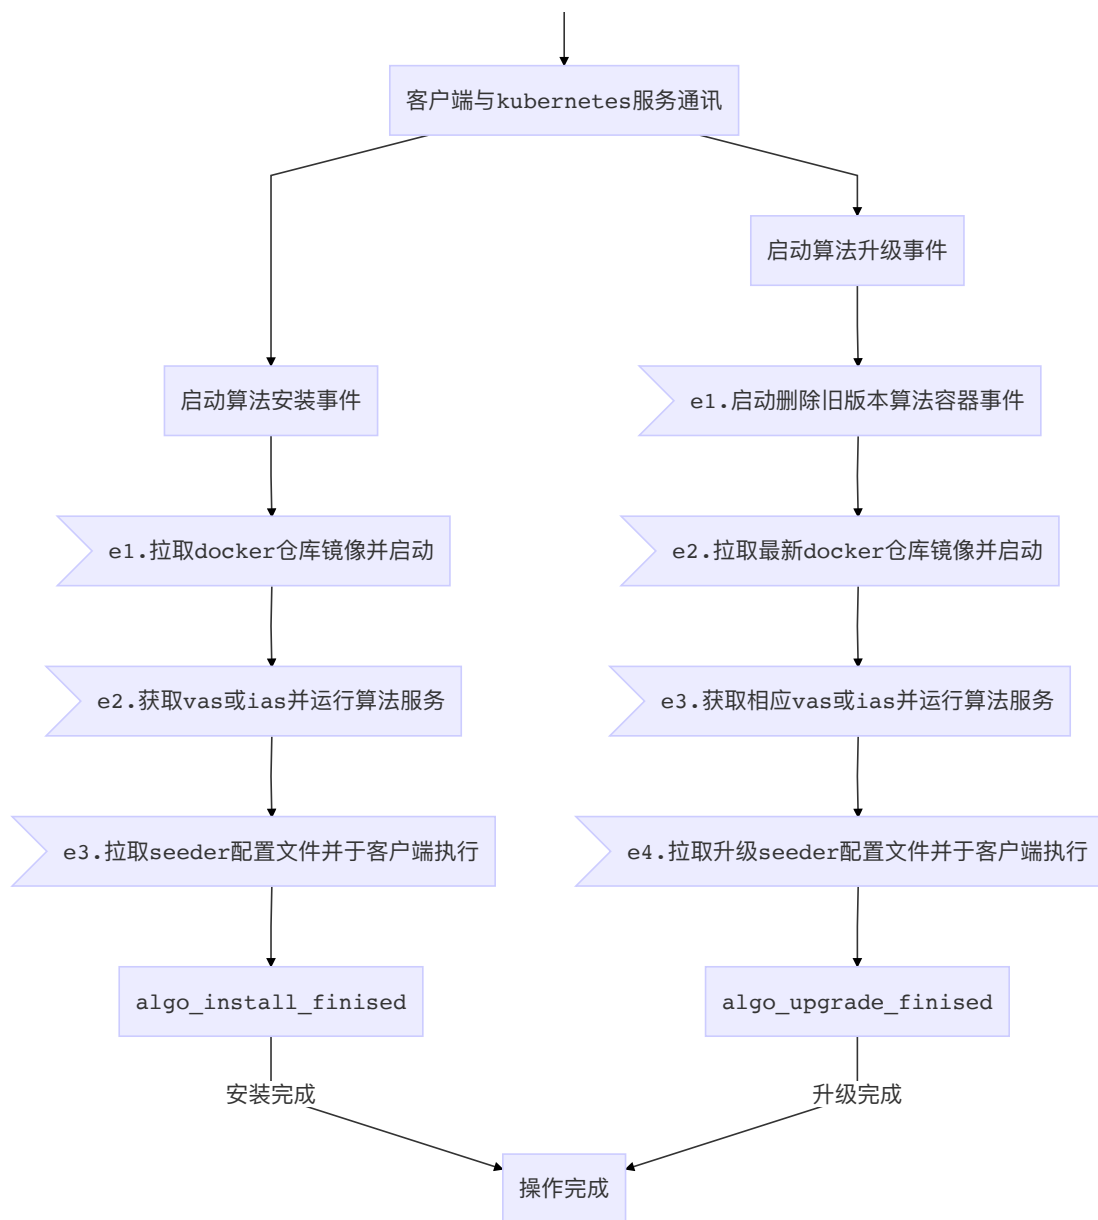 客户端与kubernetes服务通讯
启动算法升级事件
启动算法安装事件
e1.启动删除旧版本算法容器事件
e1.拉取docker仓库镜像并启动
e2.拉取最新docker仓库镜像并启动
e2.获取vas或ias并运行算法服务
e3.获取相应vas或ias并运行算法服务
e3.拉取seeder配置文件并于客户端执行
e4.拉取升级seeder配置文件并于客户端执行
algo_install_finised
algo_upgrade_finised
安装完成
升级完成
操作完成